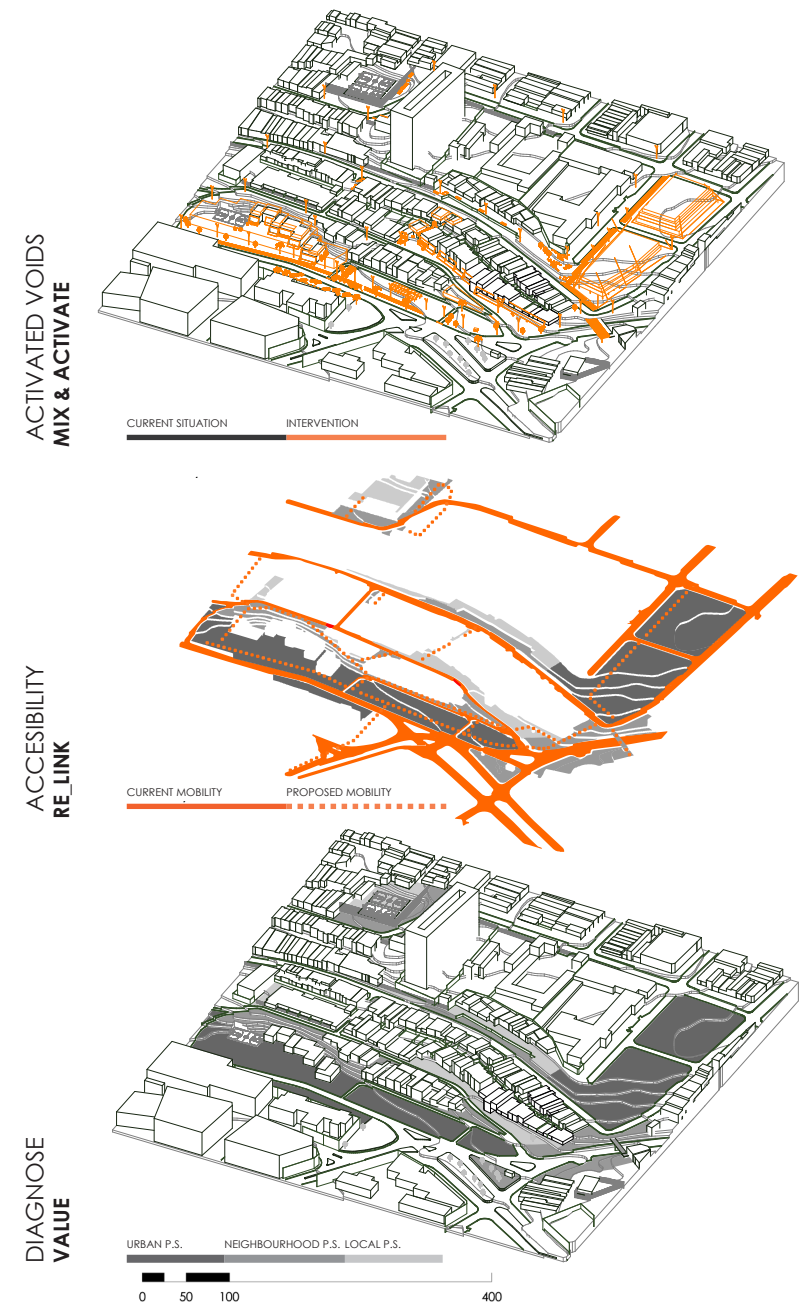 ACTIVATED VOIDS
MIX & ACTIVATE
CURRENT SITUATION
INTERVENTION
ACCESIBILITY
RE_LINK
CURRENT MOBILITY
PROPOSED MOBILITY
DIAGNOSE
VALUE
URBAN P.S.
NEIGHBOURHOOD P.S.
LOCAL P.S.
0 50 100 400